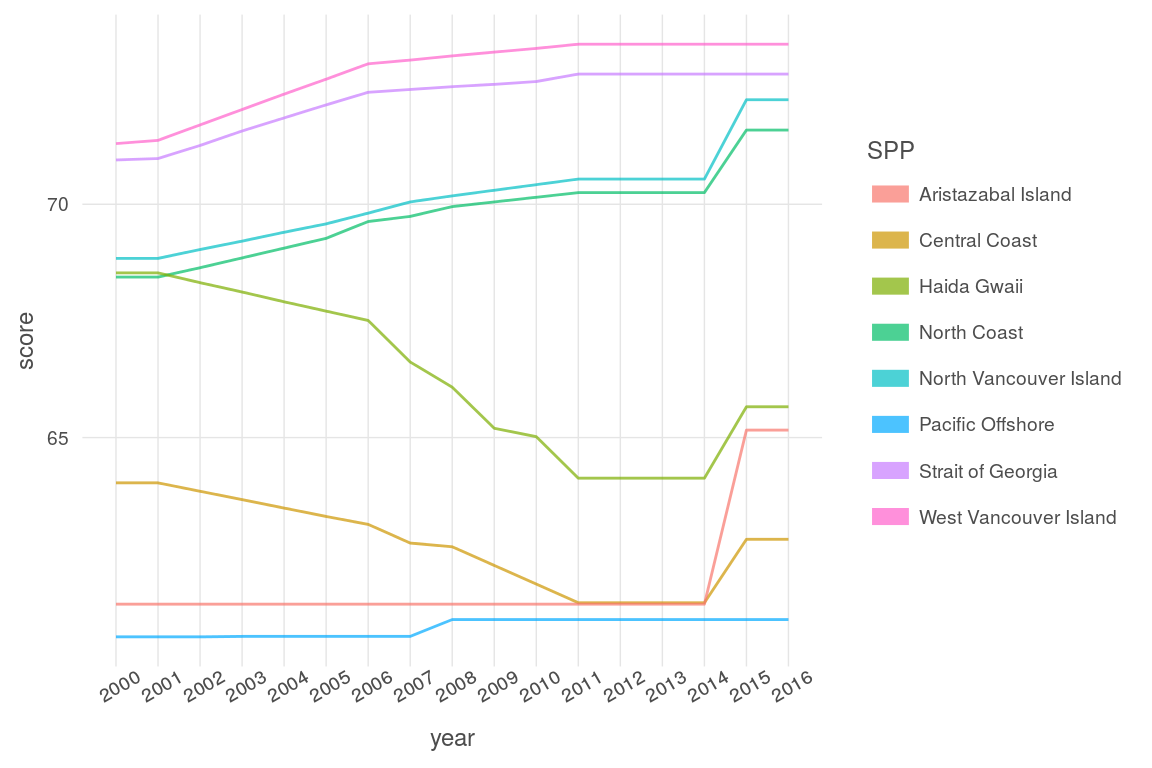 70
65
score
2000 2001 2002 2003 2004 2005 2006 2007 2008 2009 2010 2011 2012 2013 2014 2015 2016
year
SPP
Aristazabal Island
Central Coast
Haida Gwaii
North Coast
North Vancouver Island
Pacific Offshore
Strait of Georgia
West Vancouver Island